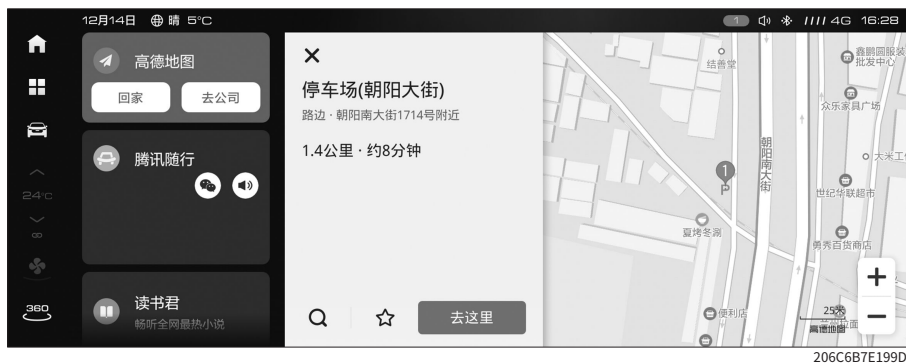 12月14日 晴 5°C
1 4G 16:28
高德地图
回家 去公司
腾讯随行
读书君
畅听全网最热小说
24°C
360
停车场(朝阳大街)
路边 · 朝阳南大街1714号附近
1.4公里 · 约8分钟
去这里
结善堂
鑫鹏圆服装
批发中心
众乐家具广场
朝阳南大街
大米工
1
P
世纪华联超市
夏烤冬涮
勇秀百货商店
便利店
25米
高德地图
拉面
+
−
206C6B7E199D